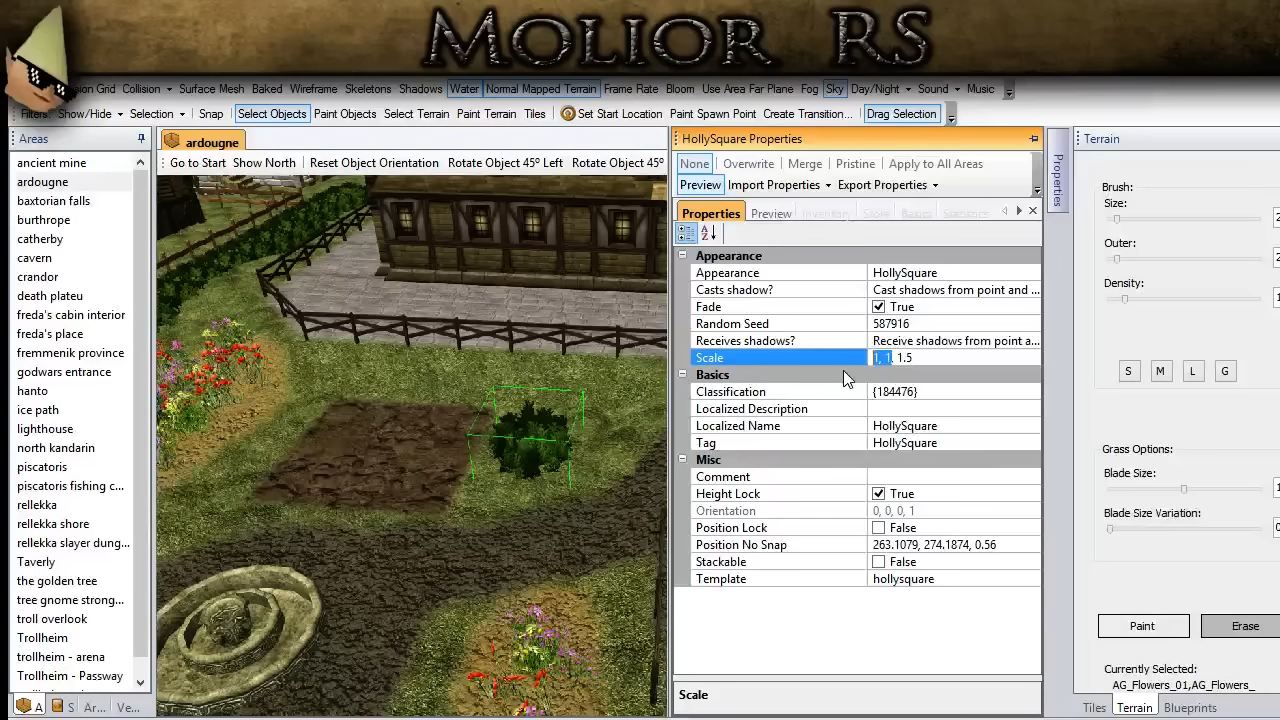 MOLIOR RS
Grid Collision Surface Mesh Baked Wireframe Skeletons Shadows Water Normal Mapped Terrain Frame Rate Bloom Use Area Far Plane Fog Sky Day/Night Sound Music
Filters: Show/Hide Selection Snap Select Objects Paint Objects Select Terrain Paint Terrain Tiles Set Start Location Paint Spawn Point Create Transition... Drag Selection
Areas
ancient mine
ardougne
baxtorian falls
burthrope
catherby
cavern
crandor
death plateu
freda's cabin interior
freda's place
fremmenik province
godwars entrance
hanto
ice path
lighthouse
north kandarin
piscatoris
piscatoris fishing c...
rellekka
rellekka shore
rellekka slayer dung...
Taverly
the golden tree
tree gnome strong...
troll overlook
Trollheim
trollheim - arena
Trollheim - Passway
A S Ar... Ve...
ardougne
Go to Start Show North Reset Object Orientation Rotate Object 45º Left Rotate Object 45º
HollySquare Properties
None Overwrite Merge Pristine Apply to All Areas
Preview Import Properties Export Properties
Properties Preview Inventory Store Basics Statistics
Appearance
Appearance HollySquare
Casts shadow? Cast shadows from point and ...
Fade True
Random Seed 587916
Receives shadows? Receive shadows from point a...
Scale 1, 1, 1.5
Basics
Classification {184476}
Localized Description
Localized Name HollySquare
Tag HollySquare
Misc
Comment
Height Lock True
Orientation 0, 0, 0, 1
Position Lock False
Position No Snap 263.1079, 274.1874, 0.56
Stackable False
Template hollysquare
Scale
Properties
Terrain
Brush:
Size:
Outer:
Density:
S M L G
Grass Options:
Blade Size:
Blade Size Variation:
Paint Erase
Currently Selected:
AG_Flowers_01,AG_Flowers_
Tiles Terrain Blueprints